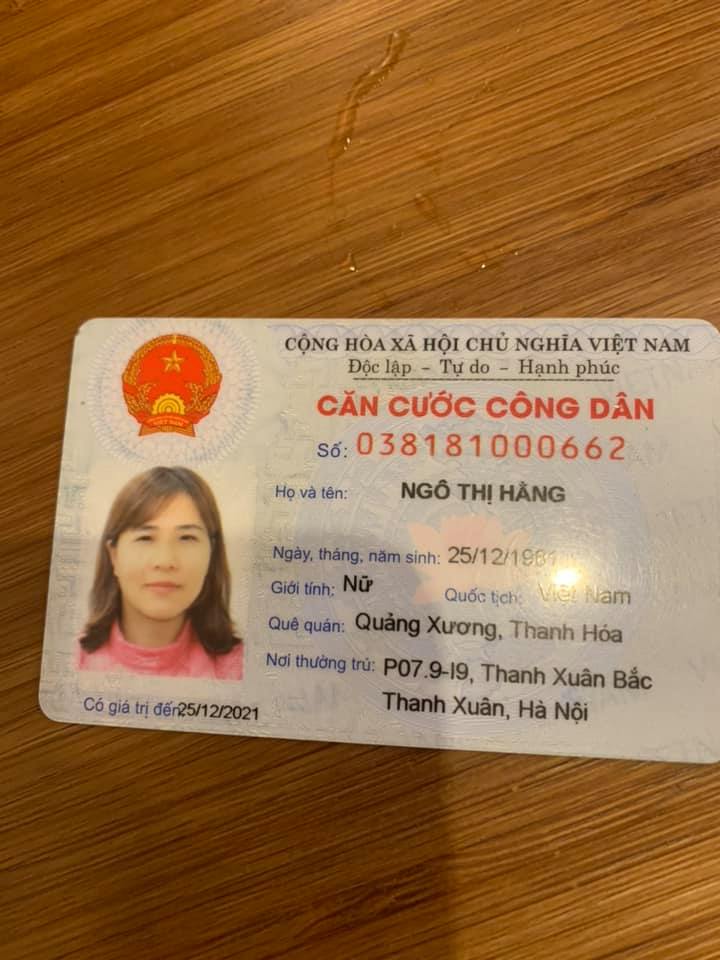 CỘNG HÒA XÃ HỘI CHỦ NGHĨA VIỆT NAM
Độc lập – Tự do – Hạnh phúc
CĂN CƯỚC CÔNG DÂN
Số: 038181000662
Họ và tên: NGÔ THỊ HẰNG
Ngày, tháng, năm sinh: 25/12/1981
Giới tính: Nữ Quốc tịch: Việt Nam
Quê quán: Quảng Xương, Thanh Hóa
Nơi thường trú: P07.9-I9, Thanh Xuân Bắc
Thanh Xuân, Hà Nội
Có giá trị đến 25/12/2021
VIỆT NAM